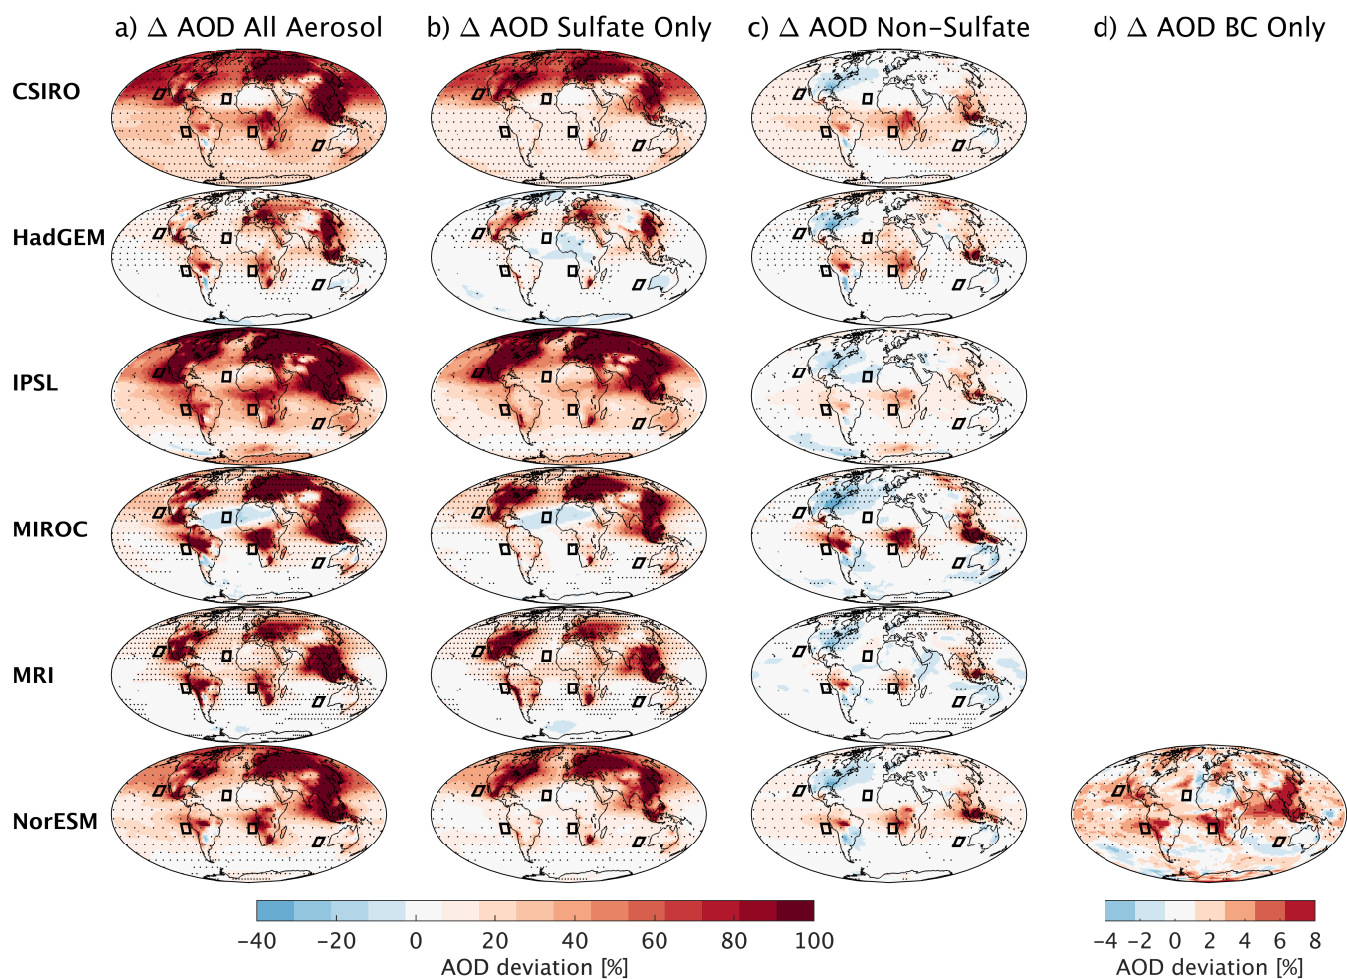 a) Δ AOD All Aerosol
b) Δ AOD Sulfate Only
c) Δ AOD Non-Sulfate
d) Δ AOD BC Only
CSIRO
HadGEM
IPSL
MIROC
MRI
NorESM
-40 -20 0 20 40 60 80 100
AOD deviation [%]
-4 -2 0 2 4 6 8
AOD deviation [%]